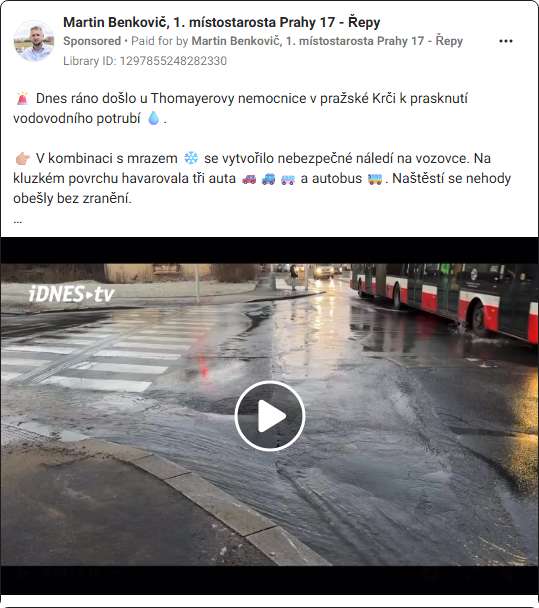 Martin Benkovič, 1. místostarosta Prahy 17 - Řepy
Sponsored • Paid for by Martin Benkovič, 1. místostarosta Prahy 17 - Řepy
Library ID: 1297855248282330
🚨 Dnes ráno došlo u Thomayerovy nemocnice v pražské Krči k prasknutí
vodovodního potrubí 💧.
👉🏼 V kombinaci s mrazem ❄️ se vytvořilo nebezpečné náledí na vozovce. Na
kluzkém povrchu havarovala tři auta 🚗 🚙 🚐 a autobus 🚌. Naštěstí se nehody
obešly bez zranění.
...
iDNES▸tv